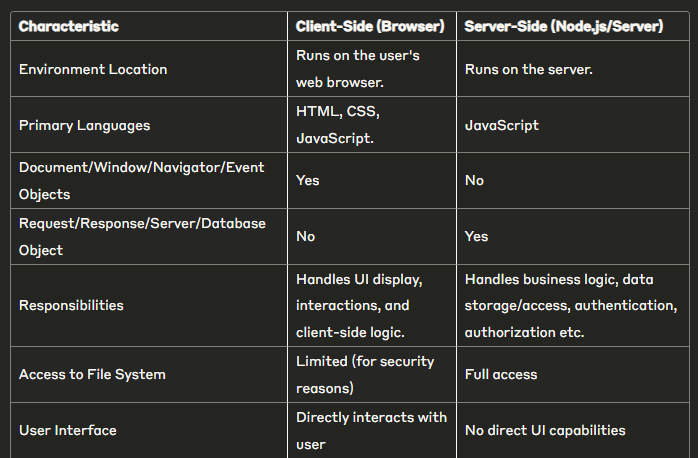 Characteristic Client-Side (Browser) Server-Side (Node.js/Server)
Environment Location
Runs on the user's
web browser.
Runs on the server.
Primary Languages
HTML, CSS,
JavaScript.
JavaScript
Document/Window/Navigator/Event
Objects
Yes
No
Request/Response/Server/Database
Object
No
Yes
Responsibilities
Handles UI display,
interactions, and
client-side logic.
Handles business logic, data
storage/access, authentication,
authorization etc.
Access to File System
Limited (for security
reasons)
Full access
User Interface
Directly interacts with
user
No direct UI capabilities